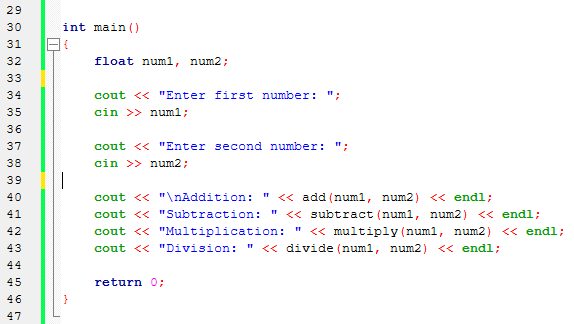 29
30 int main()
31 {
32 float num1, num2;
33
34 cout << "Enter first number: ";
35 cin >> num1;
36
37 cout << "Enter second number: ";
38 cin >> num2;
39
40 cout << "\nAddition: " << add(num1, num2) << endl;
41 cout << "Subtraction: " << subtract(num1, num2) << endl;
42 cout << "Multiplication: " << multiply(num1, num2) << endl;
43 cout << "Division: " << divide(num1, num2) << endl;
44
45 return 0;
46 }
47